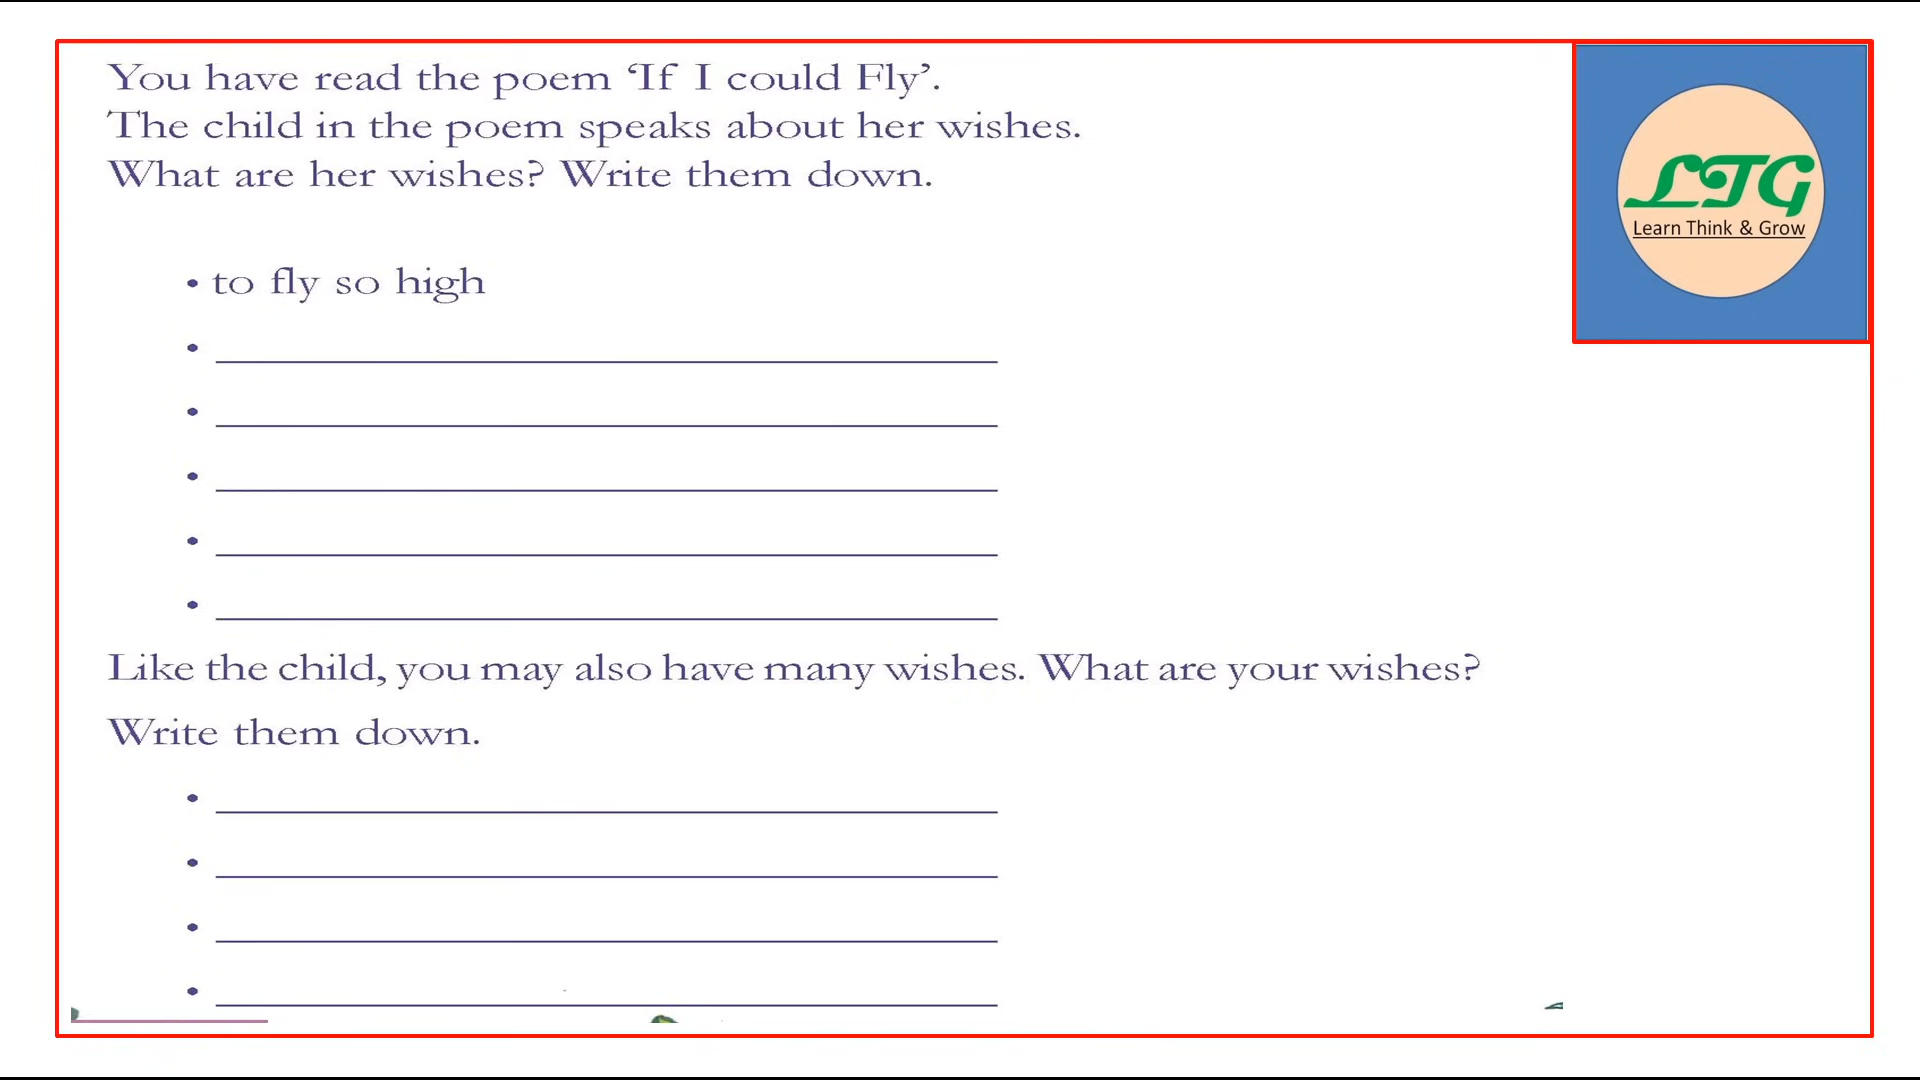 You have read the poem ‘If I could Fly’.
The child in the poem speaks about her wishes.
What are her wishes? Write them down.
LTG
Learn Think & Grow
• to fly so high
•
•
•
•
•
Like the child, you may also have many wishes. What are your wishes?
Write them down.
•
•
•
•